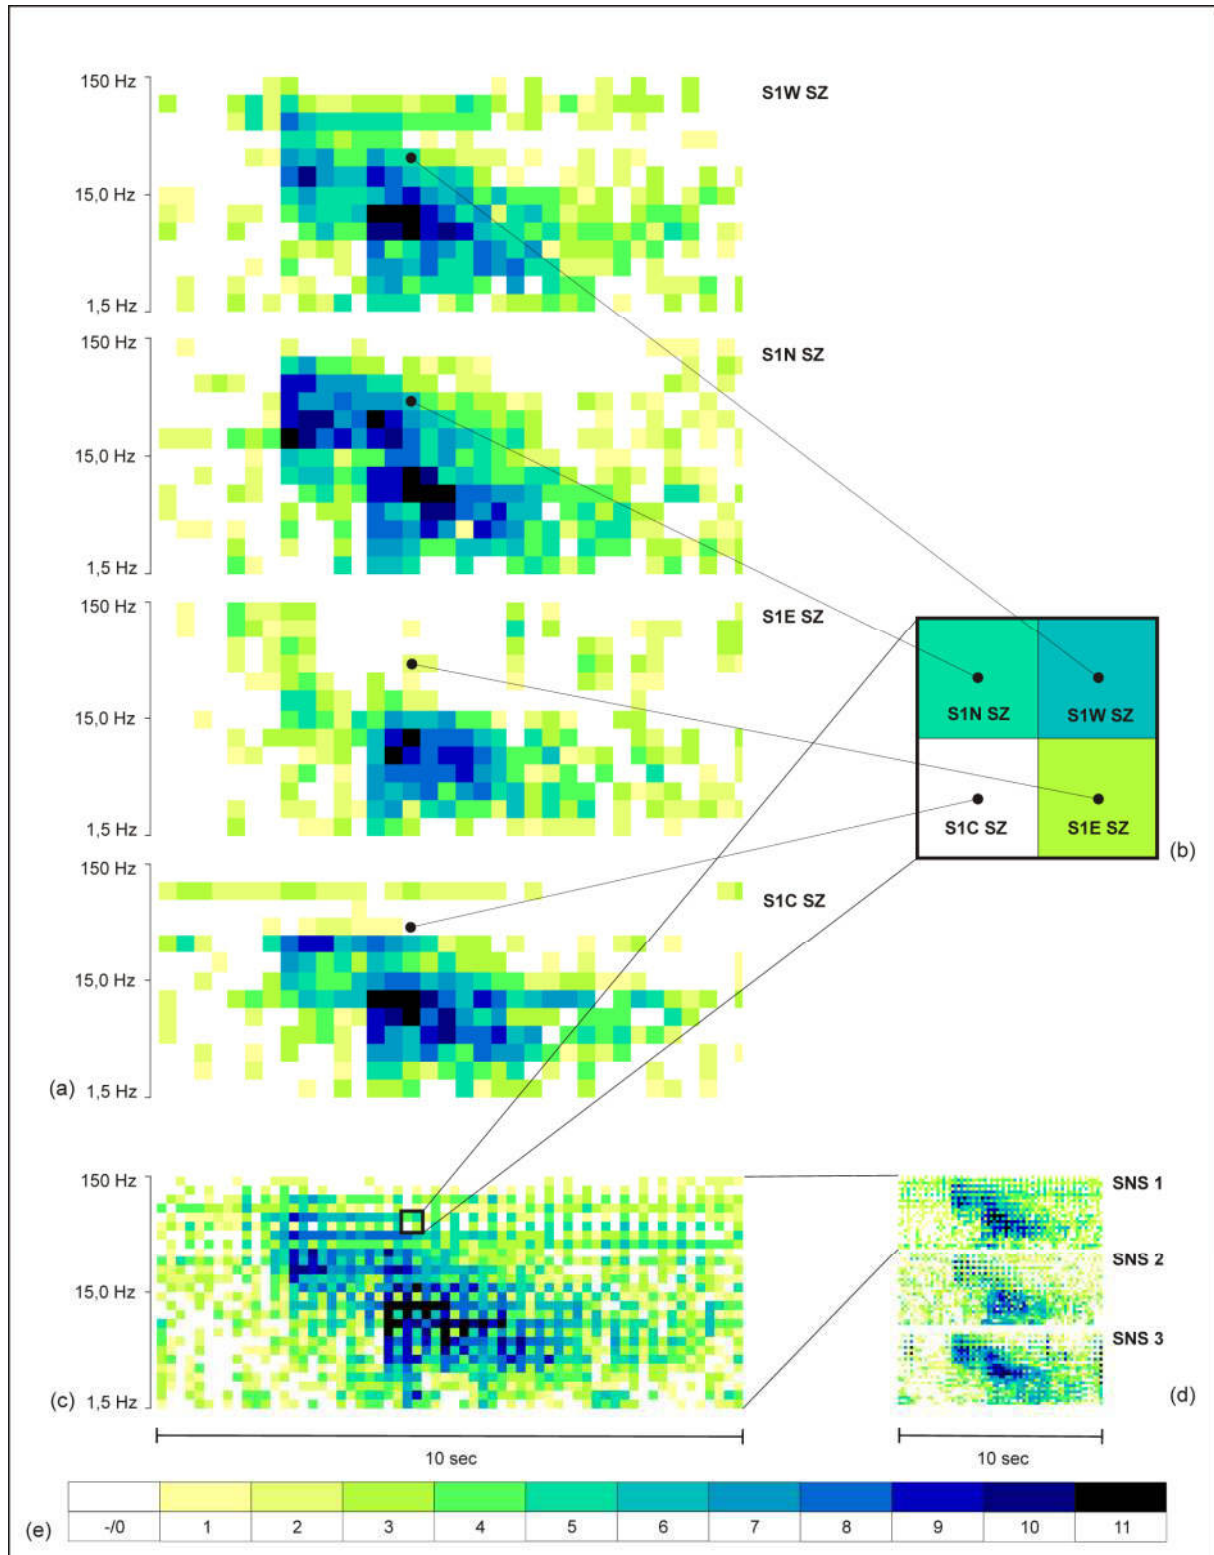 150 Hz
S1W SZ
15,0 Hz
1,5 Hz
150 Hz
S1N SZ
15,0 Hz
1,5 Hz
150 Hz
S1E SZ
15,0 Hz
1,5 Hz
S1N SZ S1W SZ
S1C SZ S1E SZ
(b)
150 Hz
S1C SZ
15,0 Hz
(a)
1,5 Hz
150 Hz
SNS 1
SNS 2
15,0 Hz
SNS 3
(c)
(d)
1,5 Hz
10 sec 10 sec
(e) -/0 1 2 3 4 5 6 7 8 9 10 11